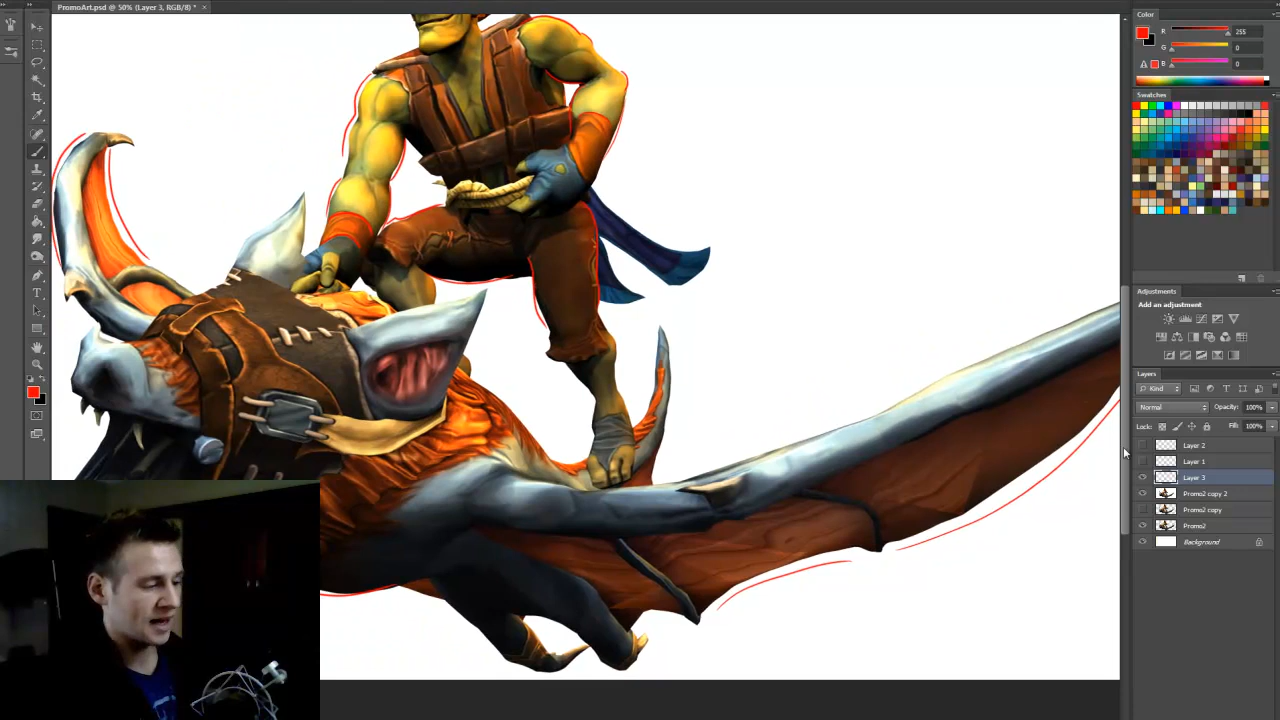 PromoArt.psd @ 50% (Layer 3, RGB/8) * ×
Color
R 255
G 0
B 0
Swatches
Adjustments
Add an adjustment
Layers
Kind
Normal Opacity: 100%
Lock: Fill: 100%
Layer 2
Layer 1
Layer 3
Promo2 copy 2
Promo2 copy
Promo2
Background
T